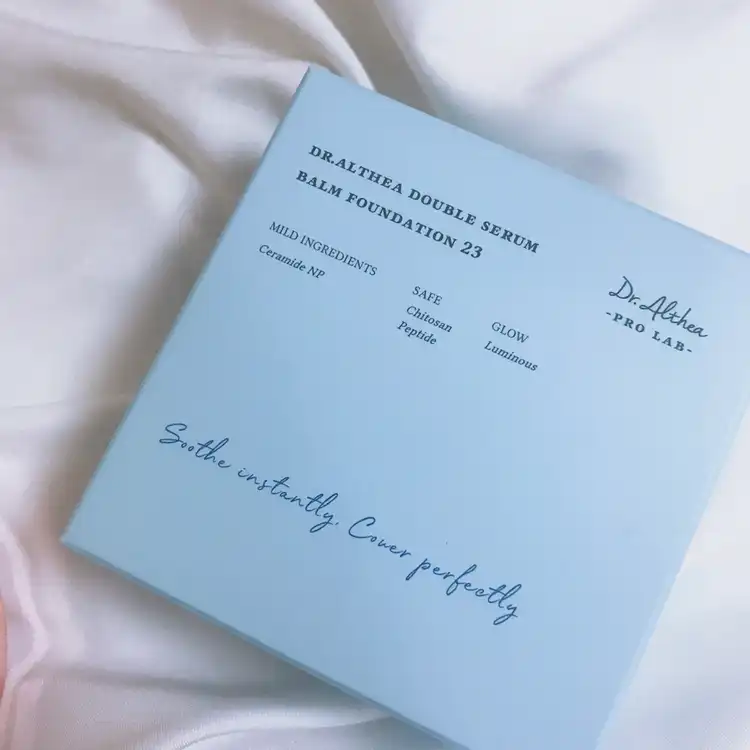 DR.ALTHEA DOUBLE SERUM
BALM FOUNDATION 23
MILD INGREDIENTS
Ceramide NP
SAFE
Chitosan
Peptide
GLOW
Luminous
Dr.Althea
-PRO LAB-
Soothe instantly. Cover perfectly